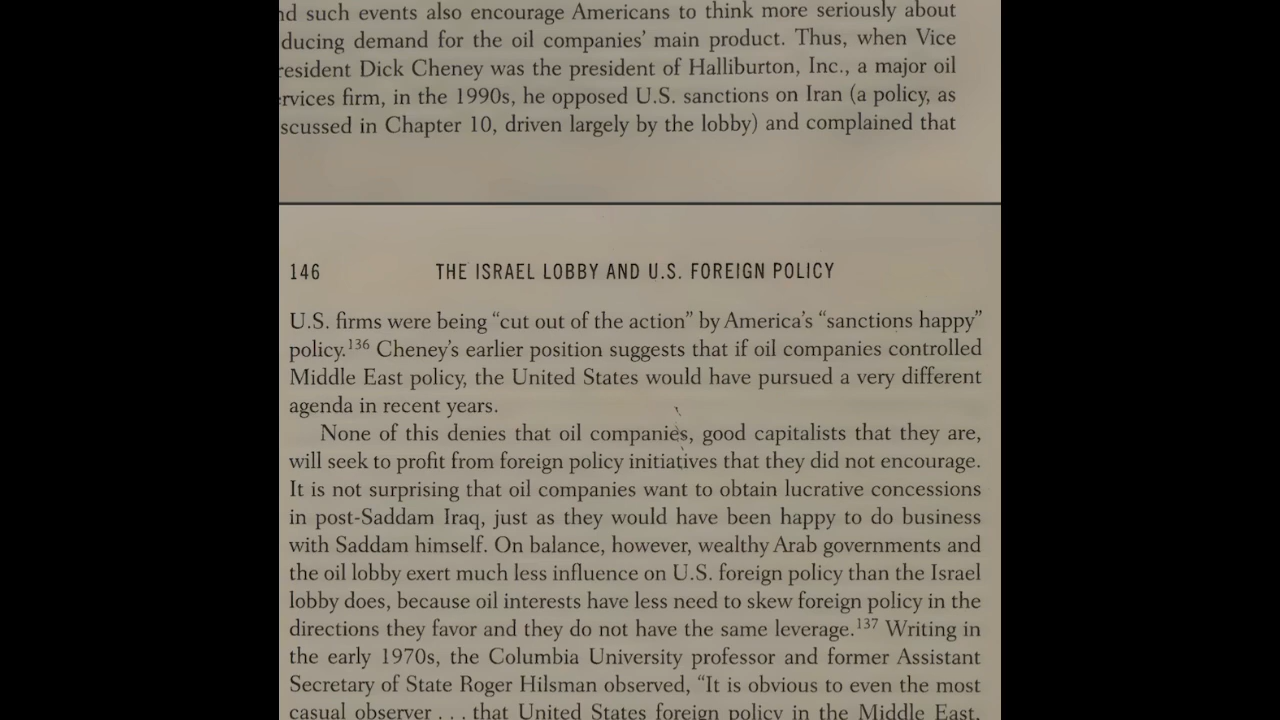 nd such events also encourage Americans to think more seriously about
ducing demand for the oil companies' main product. Thus, when Vice
resident Dick Cheney was the president of Halliburton, Inc., a major oil
rvices firm, in the 1990s, he opposed U.S. sanctions on Iran (a policy, as
scussed in Chapter 10, driven largely by the lobby) and complained that
146 THE ISRAEL LOBBY AND U.S. FOREIGN POLICY
U.S. firms were being “cut out of the action” by America's “sanctions happy”
policy.136 Cheney's earlier position suggests that if oil companies controlled
Middle East policy, the United States would have pursued a very different
agenda in recent years.
None of this denies that oil companies, good capitalists that they are,
will seek to profit from foreign policy initiatives that they did not encourage.
It is not surprising that oil companies want to obtain lucrative concessions
in post-Saddam Iraq, just as they would have been happy to do business
with Saddam himself. On balance, however, wealthy Arab governments and
the oil lobby exert much less influence on U.S. foreign policy than the Israel
lobby does, because oil interests have less need to skew foreign policy in the
directions they favor and they do not have the same leverage.137 Writing in
the early 1970s, the Columbia University professor and former Assistant
Secretary of State Roger Hilsman observed, “It is obvious to even the most
casual observer . . . that United States foreign policy in the Middle East,